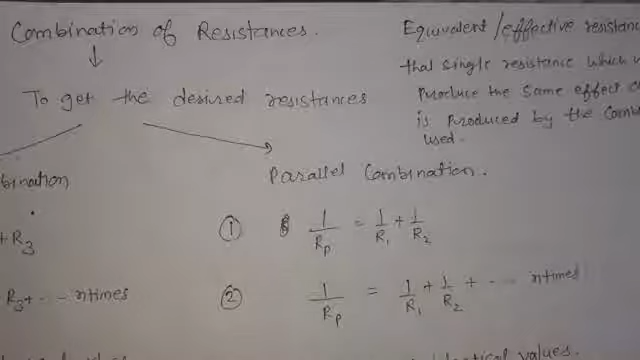 Combination of Resistances.
↓
To get the desired resistances
Equivalent/effective resistanc
that single resistance which
Produce the same effect
is Produced by the Comb
used.
bination
+ R3
R3 + - - n times
Parallel Combination.
① 1/Rp = 1/R1 + 1/R2
② 1/Rp = 1/R1 + 1/R2 + - - - n times
identical values.